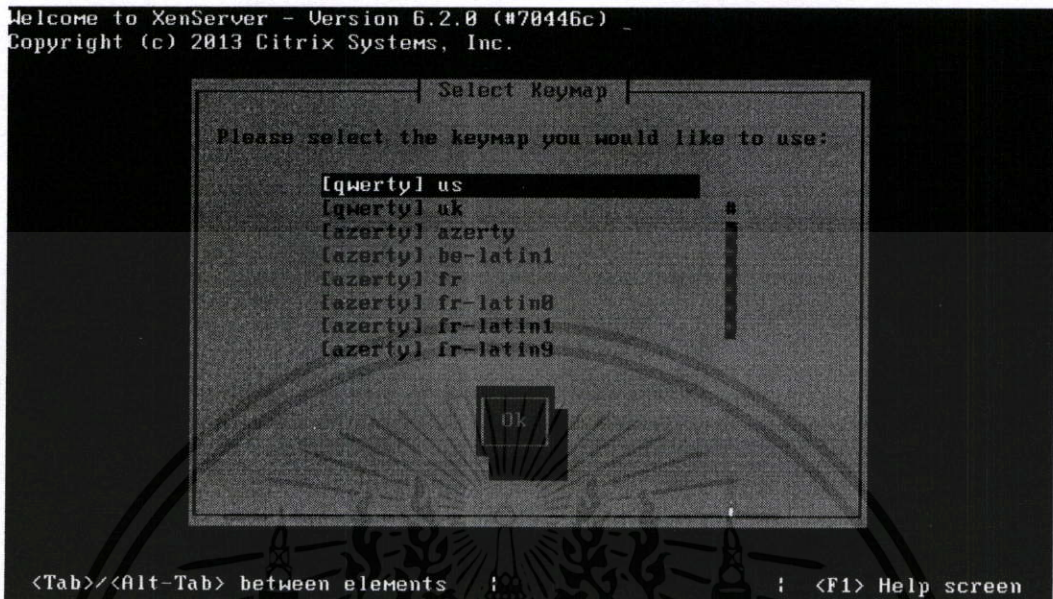 Welcome to XenServer - Version 6.2.0 (#70446c)
Copyright (c) 2013 Citrix Systems, Inc.
Select Keymap
Please select the keymap you would like to use:
[qwerty] us
[qwerty] uk
[azerty] azerty
[azerty] be-latin1
[azerty] fr
[azerty] fr-latin0
[azerty] fr-latin1
[azerty] fr-latin9
Ok
<Tab>/<Alt-Tab> between elements | | <F1> Help screen